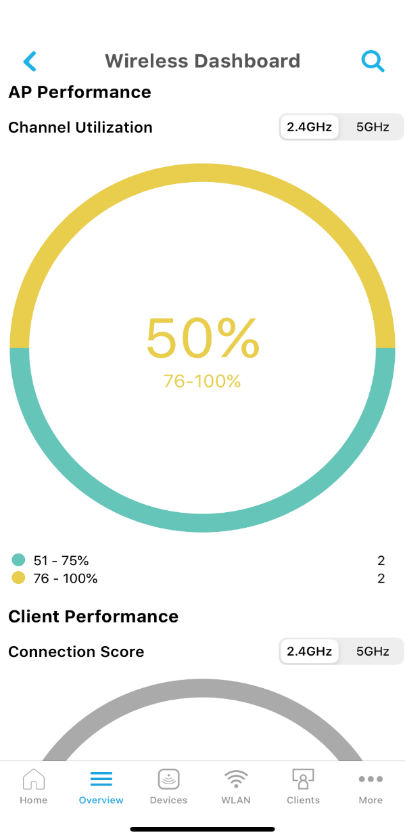 Wireless Dashboard
AP Performance
Channel Utilization 2.4GHz 5GHz
50%
76-100%
51 - 75% 2
76 - 100% 2
Client Performance
Connection Score 2.4GHz 5GHz
Home Overview Devices WLAN Clients More